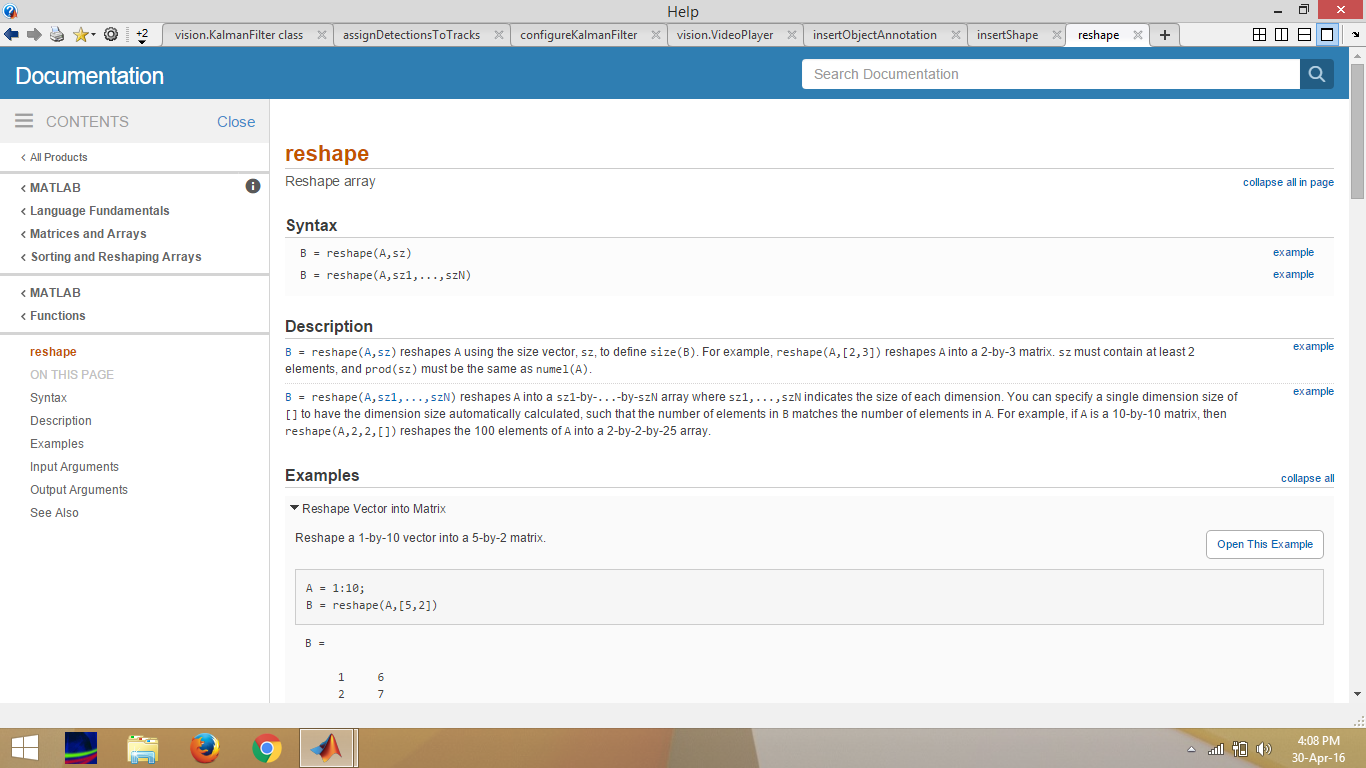 Help
+2
vision.KalmanFilter class
assignDetectionsToTracks
configureKalmanFilter
vision.VideoPlayer
insertObjectAnnotation
insertShape
reshape
Documentation
Search Documentation
CONTENTS
Close
< All Products
< MATLAB
< Language Fundamentals
< Matrices and Arrays
< Sorting and Reshaping Arrays
< MATLAB
< Functions
reshape
ON THIS PAGE
Syntax
Description
Examples
Input Arguments
Output Arguments
See Also
reshape
Reshape array
collapse all in page
Syntax
B = reshape(A,sz)
example
B = reshape(A,sz1,...,szN)
example
Description
B = reshape(A,sz) reshapes A using the size vector, sz, to define size(B). For example, reshape(A,[2,3]) reshapes A into a 2-by-3 matrix. sz must contain at least 2
elements, and prod(sz) must be the same as numel(A).
example
B = reshape(A,sz1,...,szN) reshapes A into a sz1-by-...-by-szN array where sz1,...,szN indicates the size of each dimension. You can specify a single dimension size of
[] to have the dimension size automatically calculated, such that the number of elements in B matches the number of elements in A. For example, if A is a 10-by-10 matrix, then
reshape(A,2,2,[]) reshapes the 100 elements of A into a 2-by-2-by-25 array.
example
Examples
collapse all
Reshape Vector into Matrix
Reshape a 1-by-10 vector into a 5-by-2 matrix.
Open This Example
A = 1:10;
B = reshape(A,[5,2])
B =
1 6
2 7
4:08 PM
30-Apr-16